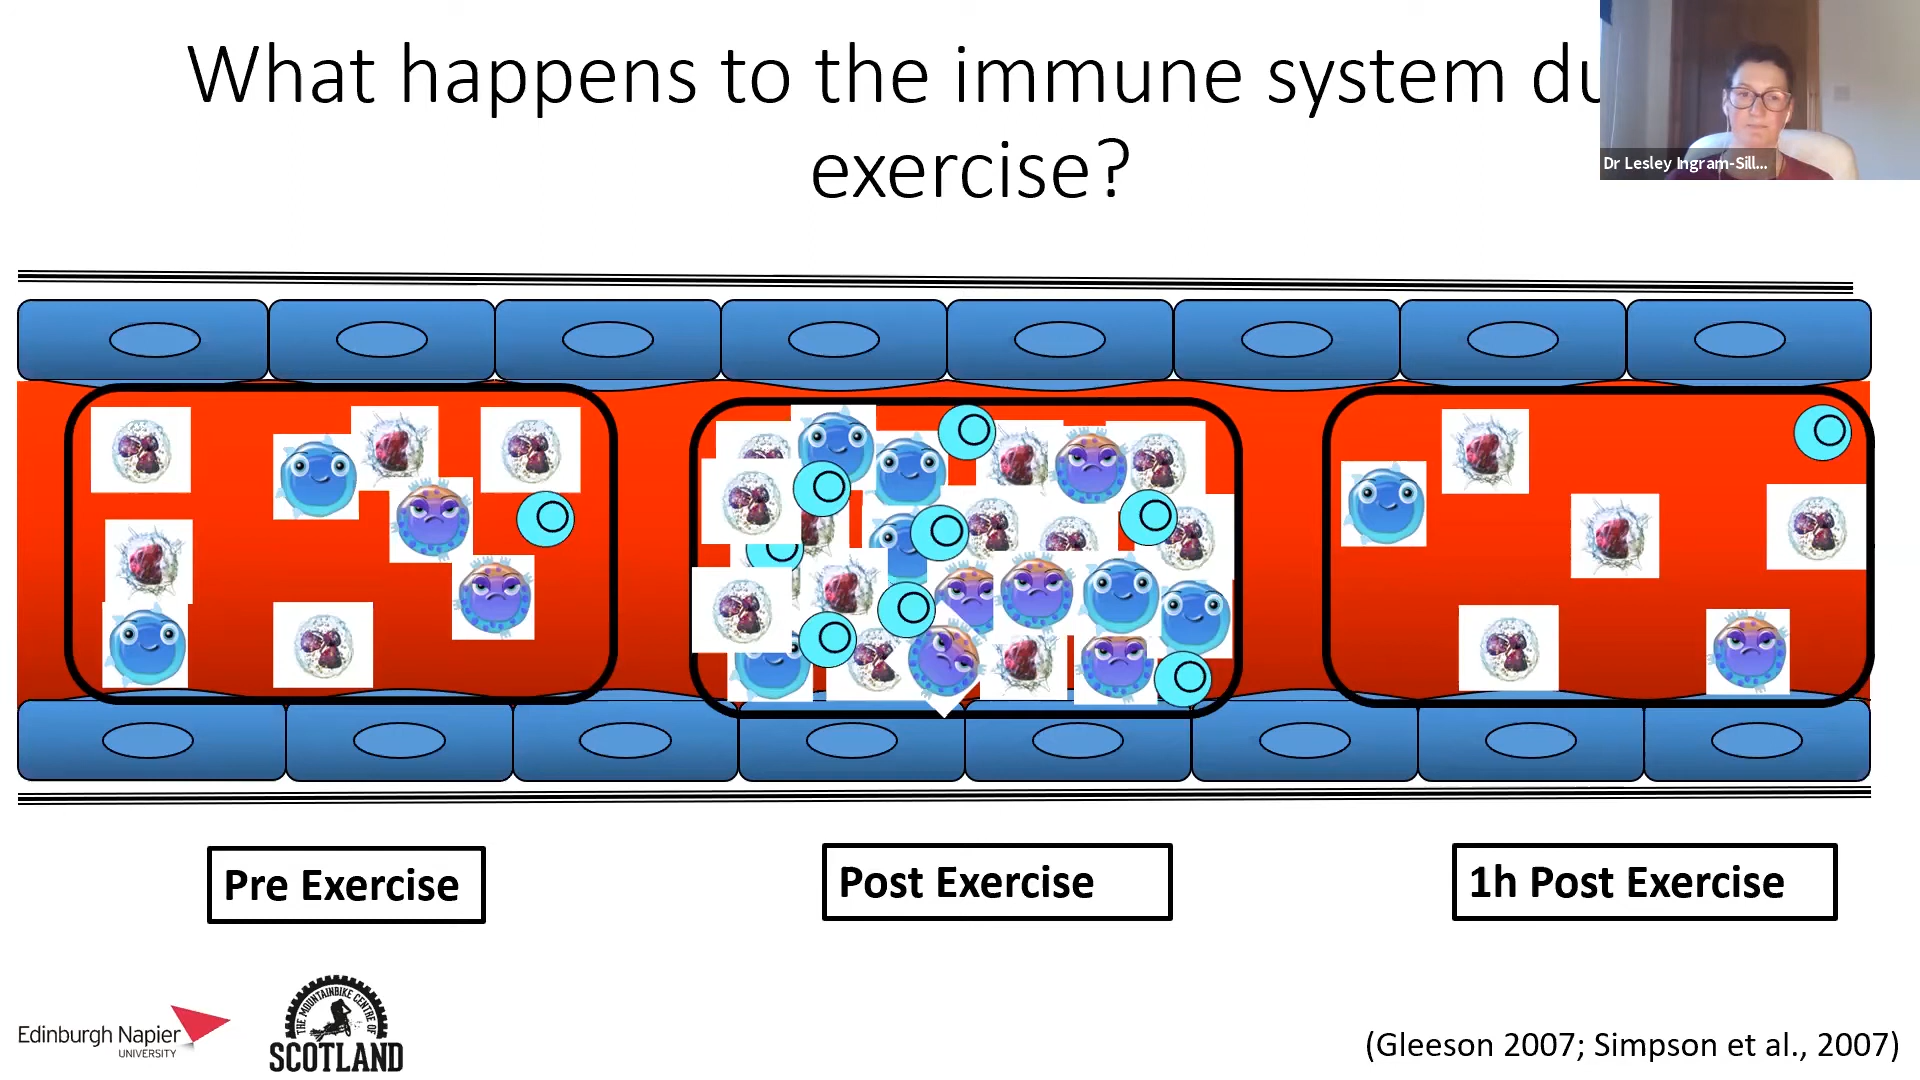 What happens to the immune system du
exercise?
Dr Lesley Ingram-Sill...
Pre Exercise
Post Exercise
1h Post Exercise
Edinburgh Napier
UNIVERSITY
THE MOUNTAINBIKE CENTRE OF
SCOTLAND
(Gleeson 2007; Simpson et al., 2007)